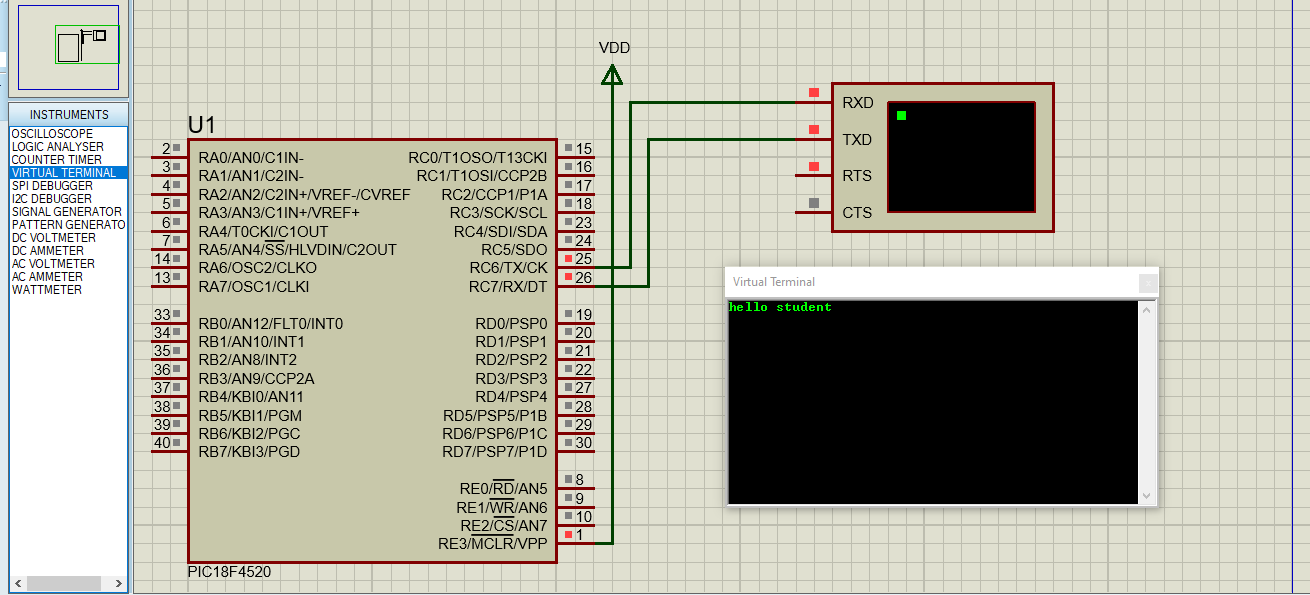 INSTRUMENTS
OSCILLOSCOPE
LOGIC ANALYSER
COUNTER TIMER
VIRTUAL TERMINAL
SPI DEBUGGER
I2C DEBUGGER
SIGNAL GENERATOR
PATTERN GENERATO
DC VOLTMETER
DC AMMETER
AC VOLTMETER
AC AMMETER
WATTMETER
VDD
U1
2 RA0/AN0/C1IN- RC0/T1OSO/T13CKI 15
3 RA1/AN1/C2IN- RC1/T1OSI/CCP2B 16
4 RA2/AN2/C2IN+/VREF-/CVREF RC2/CCP1/P1A 17
5 RA3/AN3/C1IN+/VREF+ RC3/SCK/SCL 18
6 RA4/T0CKI/C1OUT RC4/SDI/SDA 23
7 RA5/AN4/SS/HLVDIN/C2OUT RC5/SDO 24
14 RA6/OSC2/CLKO RC6/TX/CK 25
13 RA7/OSC1/CLKI RC7/RX/DT 26
33 RB0/AN12/FLT0/INT0 RD0/PSP0 19
34 RB1/AN10/INT1 RD1/PSP1 20
35 RB2/AN8/INT2 RD2/PSP2 21
36 RB3/AN9/CCP2A RD3/PSP3 22
37 RB4/KBI0/AN11 RD4/PSP4 27
38 RB5/KBI1/PGM RD5/PSP5/P1B 28
39 RB6/KBI2/PGC RD6/PSP6/P1C 29
40 RB7/KBI3/PGD RD7/PSP7/P1D 30
RE0/RD/AN5 8
RE1/WR/AN6 9
RE2/CS/AN7 10
RE3/MCLR/VPP 1
PIC18F4520
RXD
TXD
RTS
CTS
Virtual Terminal
hello student